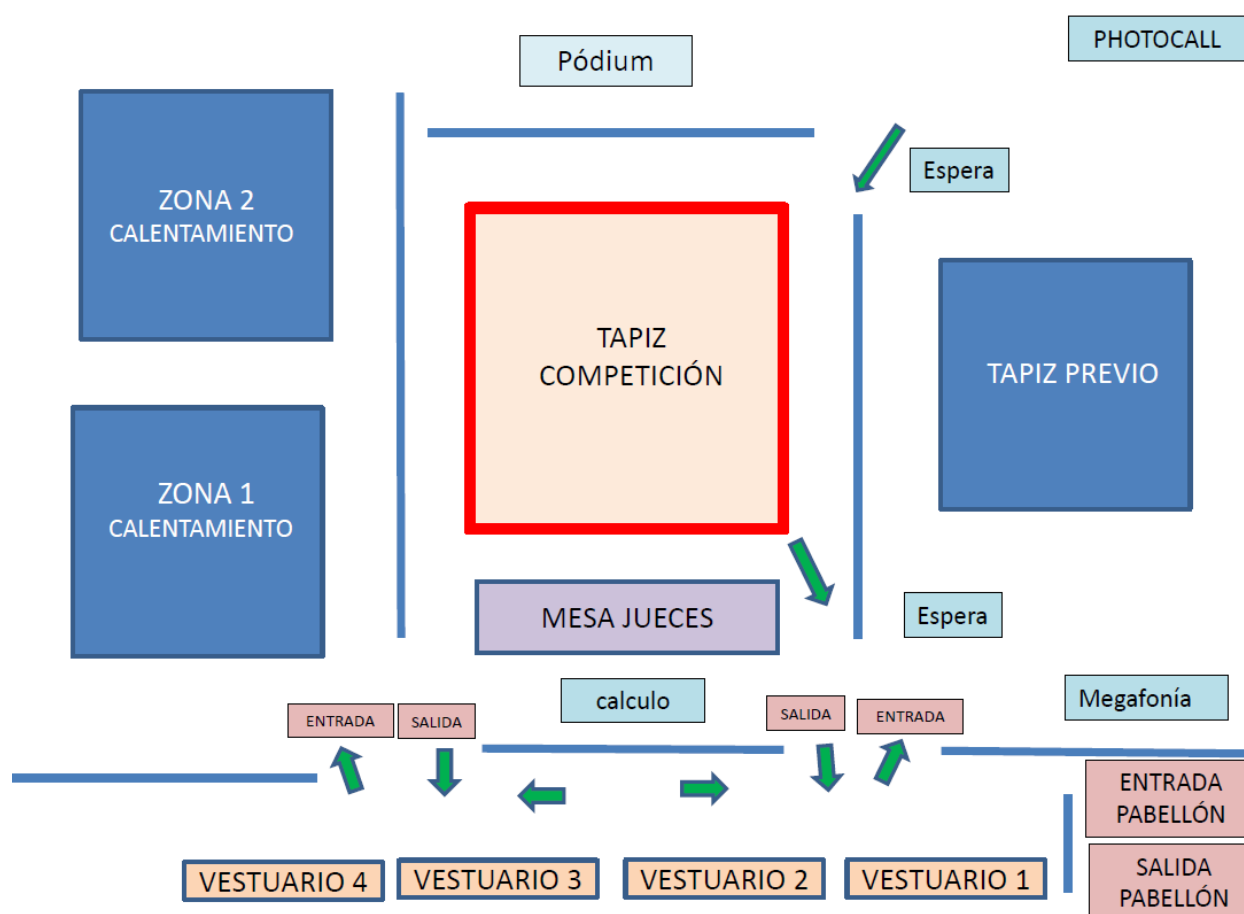 Pódium
PHOTOCALL
ZONA 2
CALENTAMIENTO
Espera
TAPIZ
COMPETICIÓN
TAPIZ PREVIO
ZONA 1
CALENTAMIENTO
MESA JUECES
Espera
ENTRADA
SALIDA
calculo
SALIDA
ENTRADA
Megafonía
ENTRADA
PABELLÓN
VESTUARIO 4
VESTUARIO 3
VESTUARIO 2
VESTUARIO 1
SALIDA
PABELLÓN